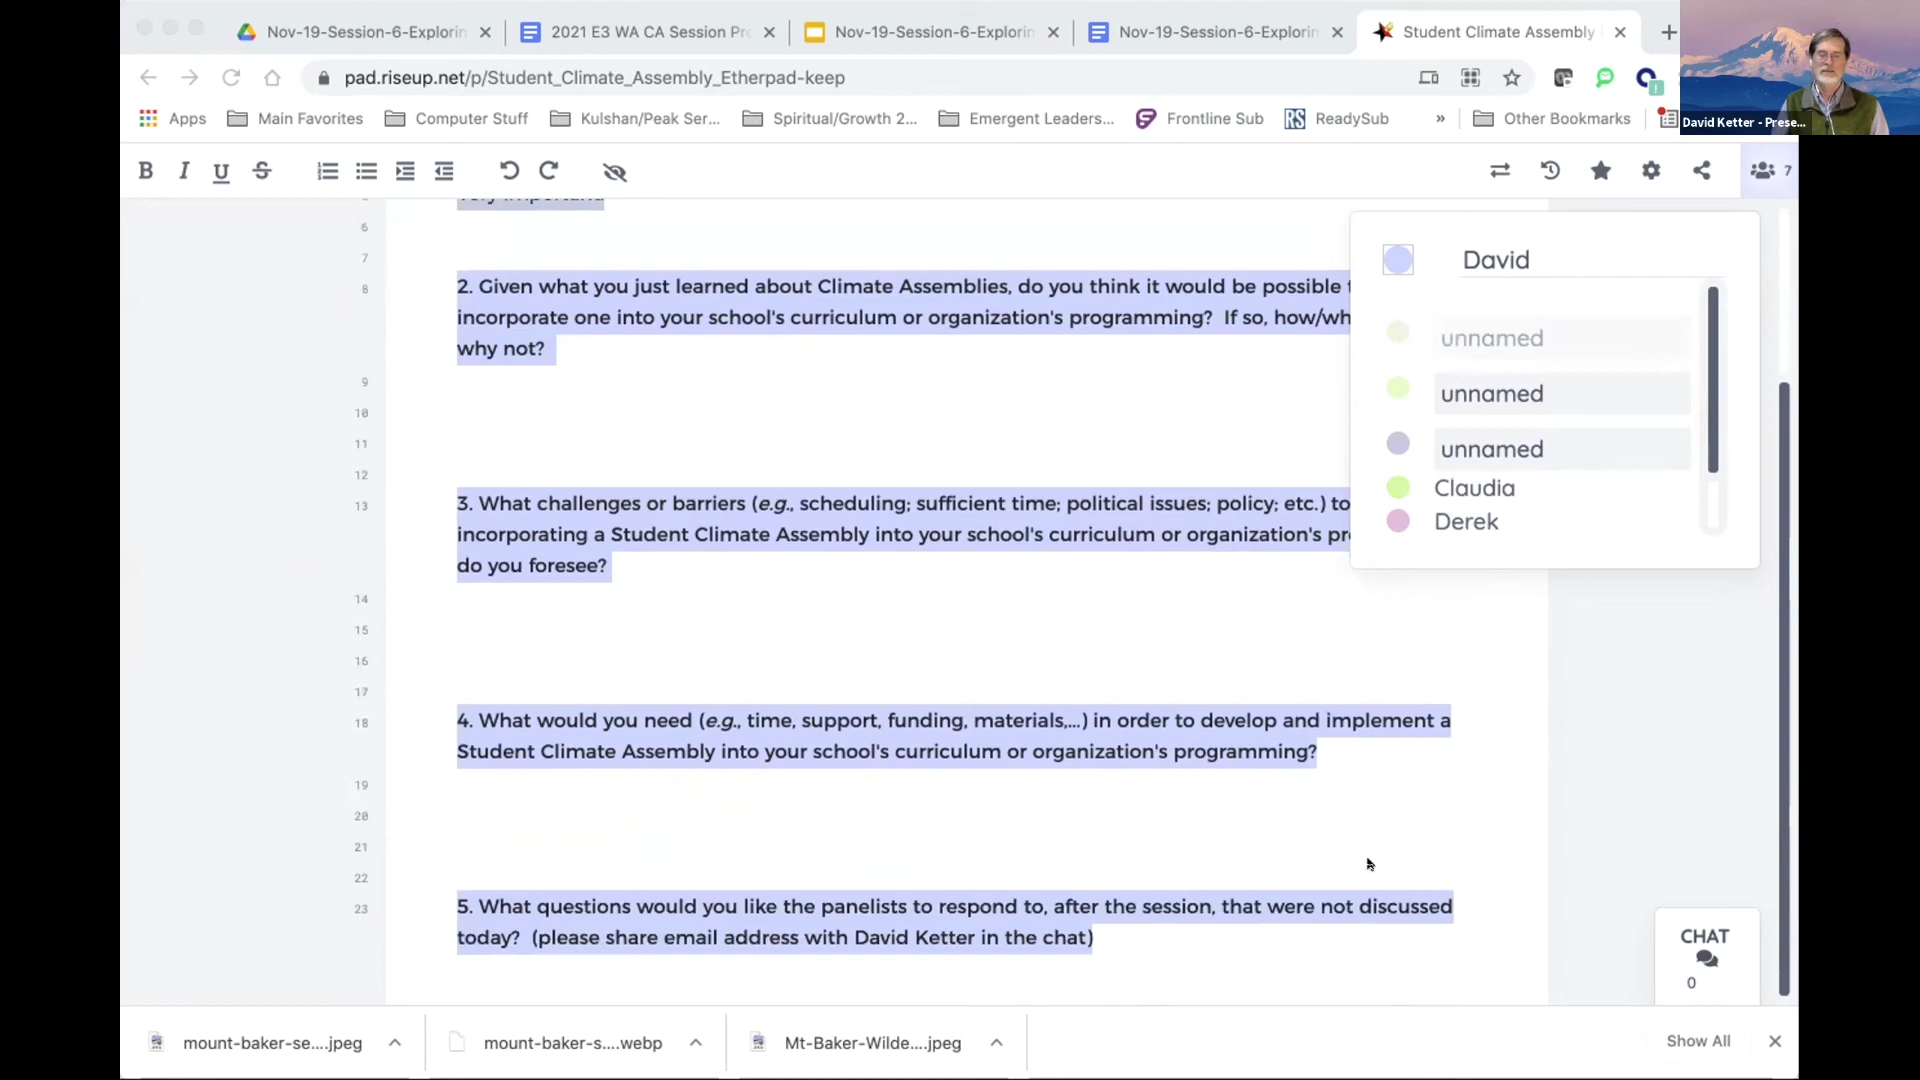 Nov-19-Session-6-Explorin
2021 E3 WA CA Session Pr
Nov-19-Session-6-Explorin
Nov-19-Session-6-Explorin
Student Climate Assembly
pad.riseup.net/p/Student_Climate_Assembly_Etherpad-keep
Apps
Main Favorites
Computer Stuff
Kulshan/Peak Ser...
Spiritual/Growth 2...
Emergent Leaders...
Frontline Sub
RS ReadySub
»
Other Bookmarks
David Ketter - Prese...
B I U S
7
6
7
8
9
10
11
12
13
14
15
16
17
18
19
20
21
22
23
2. Given what you just learned about Climate Assemblies, do you think it would be possible
incorporate one into your school's curriculum or organization's programming? If so, how/wh
why not?
3. What challenges or barriers (e.g., scheduling; sufficient time; political issues; policy; etc.) to
incorporating a Student Climate Assembly into your school's curriculum or organization's pr
do you foresee?
4. What would you need (e.g., time, support, funding, materials,...) in order to develop and implement a
Student Climate Assembly into your school's curriculum or organization's programming?
5. What questions would you like the panelists to respond to, after the session, that were not discussed
today? (please share email address with David Ketter in the chat)
David
unnamed
unnamed
unnamed
Claudia
Derek
CHAT
0
mount-baker-se....jpeg
mount-baker-s....webp
Mt-Baker-Wilde....jpeg
Show All